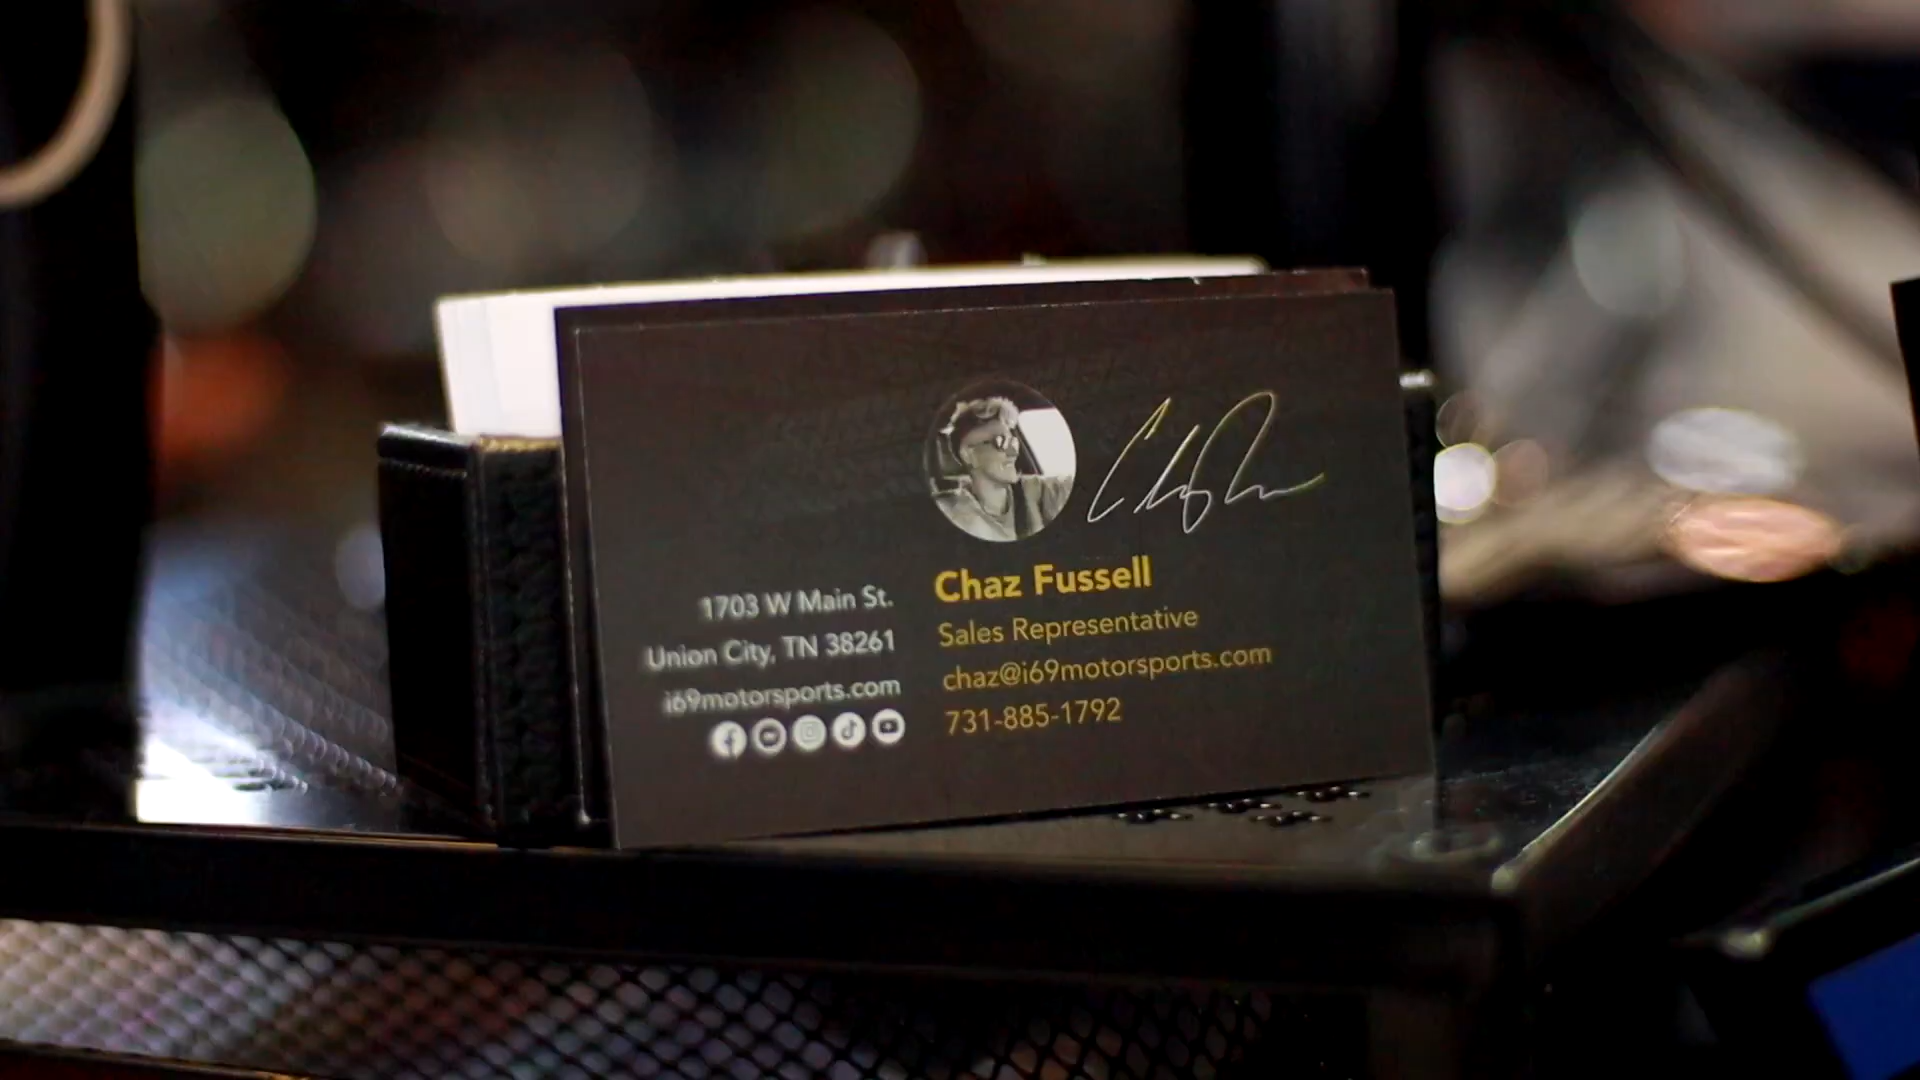 1703 W Main St.
Union City, TN 38261
i69motorsports.com
Chaz Fussell
Sales Representative
chaz@i69motorsports.com
731-885-1792